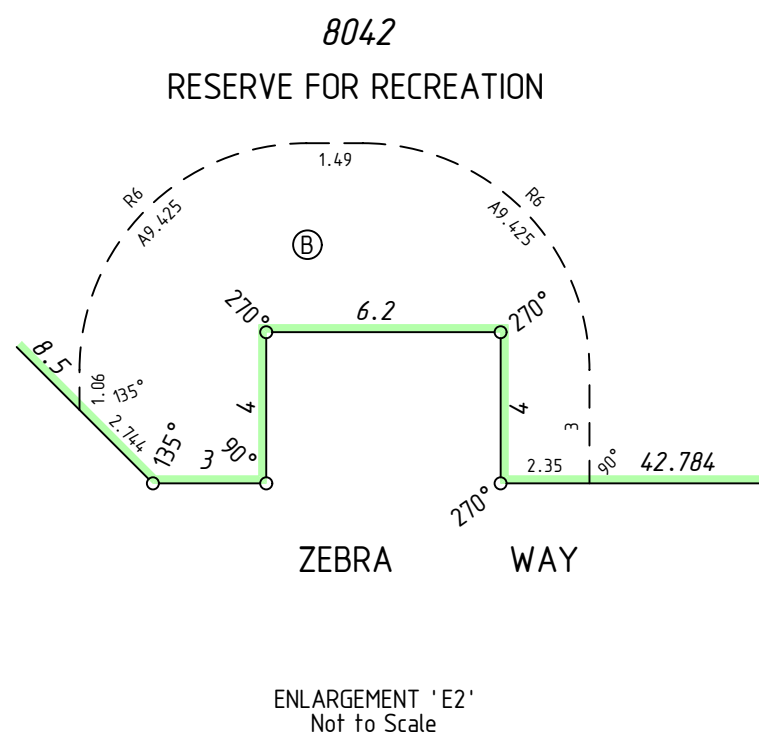 8042
RESERVE FOR RECREATION
1.49
R6
A9.425
R6
A9.425
B
270°
6.2
270°
8.5
1.06
135°
2.744
135°
4
4
3
3
90°
2.35
90°
42.784
270°
ZEBRA WAY
ENLARGEMENT 'E2'
Not to Scale